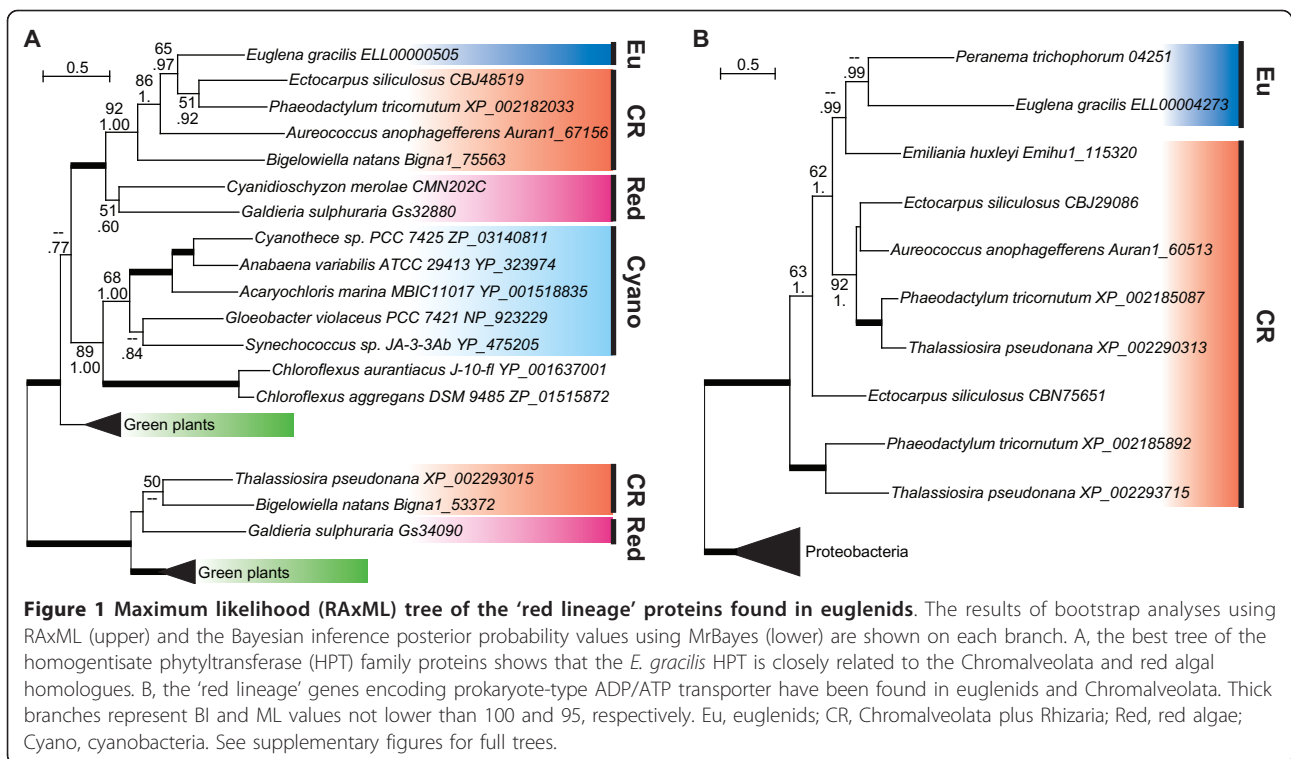 A
0.5
65
.97
Euglena gracilis ELL00000505
Eu
86
1.
51
.92
Ectocarpus siliculosus CBJ48519
Phaeodactylum tricornutum XP_002182033
92
1.00
Aureococcus anophagefferens Auran1_67156
CR
Bigelowiella natans Bigna1_75563
Cyanidioschyzon merolae CMN202C
51
.60
Galdieria sulphuraria Gs32880
Red
--
.77
Cyanothece sp. PCC 7425 ZP_03140811
Anabaena variabilis ATCC 29413 YP_323974
68
1.00
Acaryochloris marina MBIC11017 YP_001518835
Gloeobacter violaceus PCC 7421 NP_923229
--
.84
Synechococcus sp. JA-3-3Ab YP_475205
Cyano
89
1.00
Chloroflexus aurantiacus J-10-fl YP_001637001
Chloroflexus aggregans DSM 9485 ZP_01515872
Green plants
50
--
Thalassiosira pseudonana XP_002293015
Bigelowiella natans Bigna1_53372
CR
Galdieria sulphuraria Gs34090
Red
Green plants
B
0.5
--
.99
Peranema trichophorum 04251
Euglena gracilis ELL00004273
Eu
--
.99
Emiliania huxleyi Emihu1_115320
62
1.
Ectocarpus siliculosus CBJ29086
Aureococcus anophagefferens Auran1_60513
63
1.
92
1.
Phaeodactylum tricornutum XP_002185087
Thalassiosira pseudonana XP_002290313
CR
Ectocarpus siliculosus CBN75651
Phaeodactylum tricornutum XP_002185892
Thalassiosira pseudonana XP_002293715
Proteobacteria
Figure 1 Maximum likelihood (RAxML) tree of the ‘red lineage’ proteins found in euglenids. The results of bootstrap analyses using
RAxML (upper) and the Bayesian inference posterior probability values using MrBayes (lower) are shown on each branch. A, the best tree of the
homogentisate phytyltransferase (HPT) family proteins shows that the E. gracilis HPT is closely related to the Chromalveolata and red algal
homologues. B, the ‘red lineage’ genes encoding prokaryote-type ADP/ATP transporter have been found in euglenids and Chromalveolata. Thick
branches represent BI and ML values not lower than 100 and 95, respectively. Eu, euglenids; CR, Chromalveolata plus Rhizaria; Red, red algae;
Cyano, cyanobacteria. See supplementary figures for full trees.